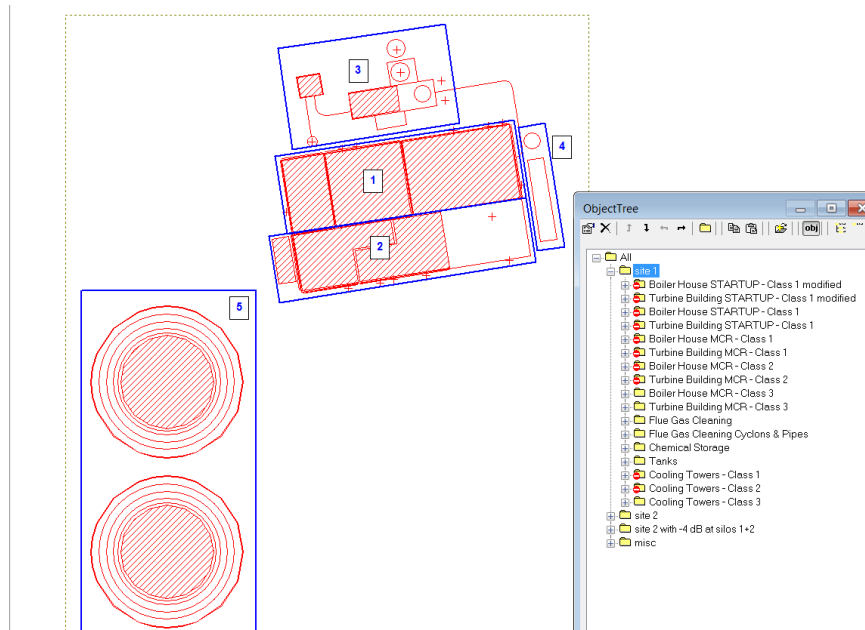 3
1
4
2
5
ObjectTree
obj
All
site 1
Boiler House STARTUP - Class 1 modified
Turbine Building STARTUP - Class 1 modified
Boiler House STARTUP - Class 1
Turbine Building STARTUP - Class 1
Boiler House MCR - Class 1
Turbine Building MCR - Class 1
Boiler House MCR - Class 2
Turbine Building MCR - Class 2
Boiler House MCR - Class 3
Turbine Building MCR - Class 3
Flue Gas Cleaning
Flue Gas Cleaning Cyclons & Pipes
Chemical Storage
Tanks
Cooling Towers - Class 1
Cooling Towers - Class 2
Cooling Towers - Class 3
site 2
site 2 with -4 dB at silos 1+2
misc